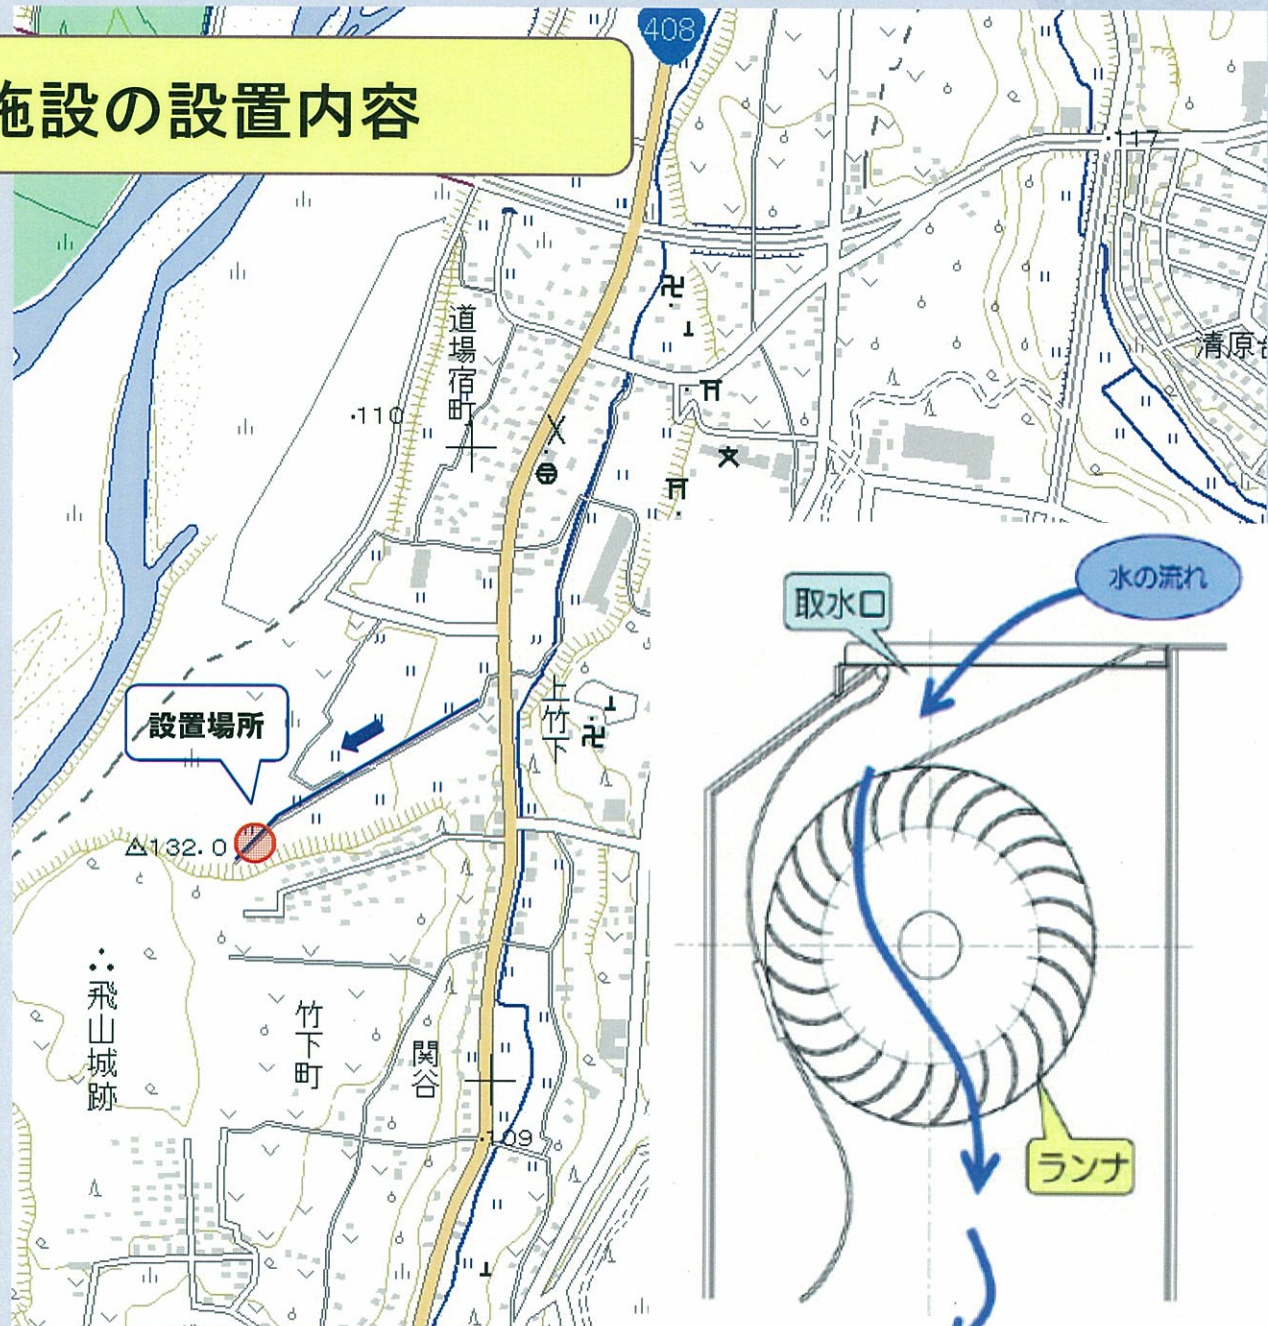 408
施設の設置内容
117
清原台
道場宿町
110
水の流れ
取水口
上竹下
設置場所
132.0
飛山城跡
竹下町
関谷
109
ランナ